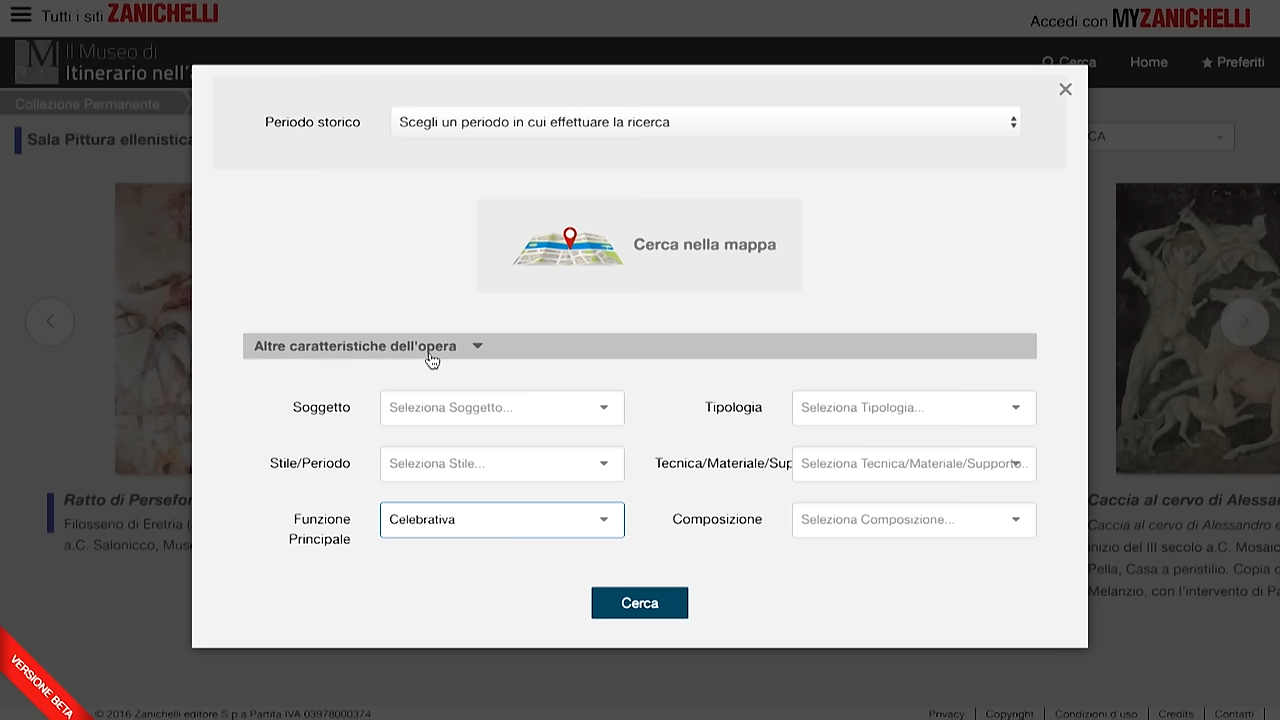 Tutti i siti ZANICHELLI
Accedi con MYZANICHELLI
M
Il Museo di
Itinerario nell'
Cerca
Home
Preferiti
Collezione Permanente
Periodo storico
Scegli un periodo in cui effettuare la ricerca
Sala Pittura ellenistica
CA
Cerca nella mappa
Altre caratteristiche dell'opera
Soggetto
Seleziona Soggetto...
Tipologia
Seleziona Tipologia...
Stile/Periodo
Seleziona Stile...
Tecnica/Materiale/Sup
Seleziona Tecnica/Materiale/Supporto...
Ratto di Persefo
Caccia al cervo di Alessa
Funzione
Principale
Celebrativa
Composizione
Seleziona Composizione...
Filosseno di Eretria
Caccia al cervo di Alessandro
a.C. Salonicco, Mus
inizio del III secolo a.C. Mosaic
Pella, Casa a peristilio. Copia
Melanzio, con l'intervento di Pa
Cerca
VERSIONE BETA
© 2016 Zanichelli editore S.p.a Partita IVA 03978000374
Privacy
Copyright
Condizioni d'uso
Credits
Contatti